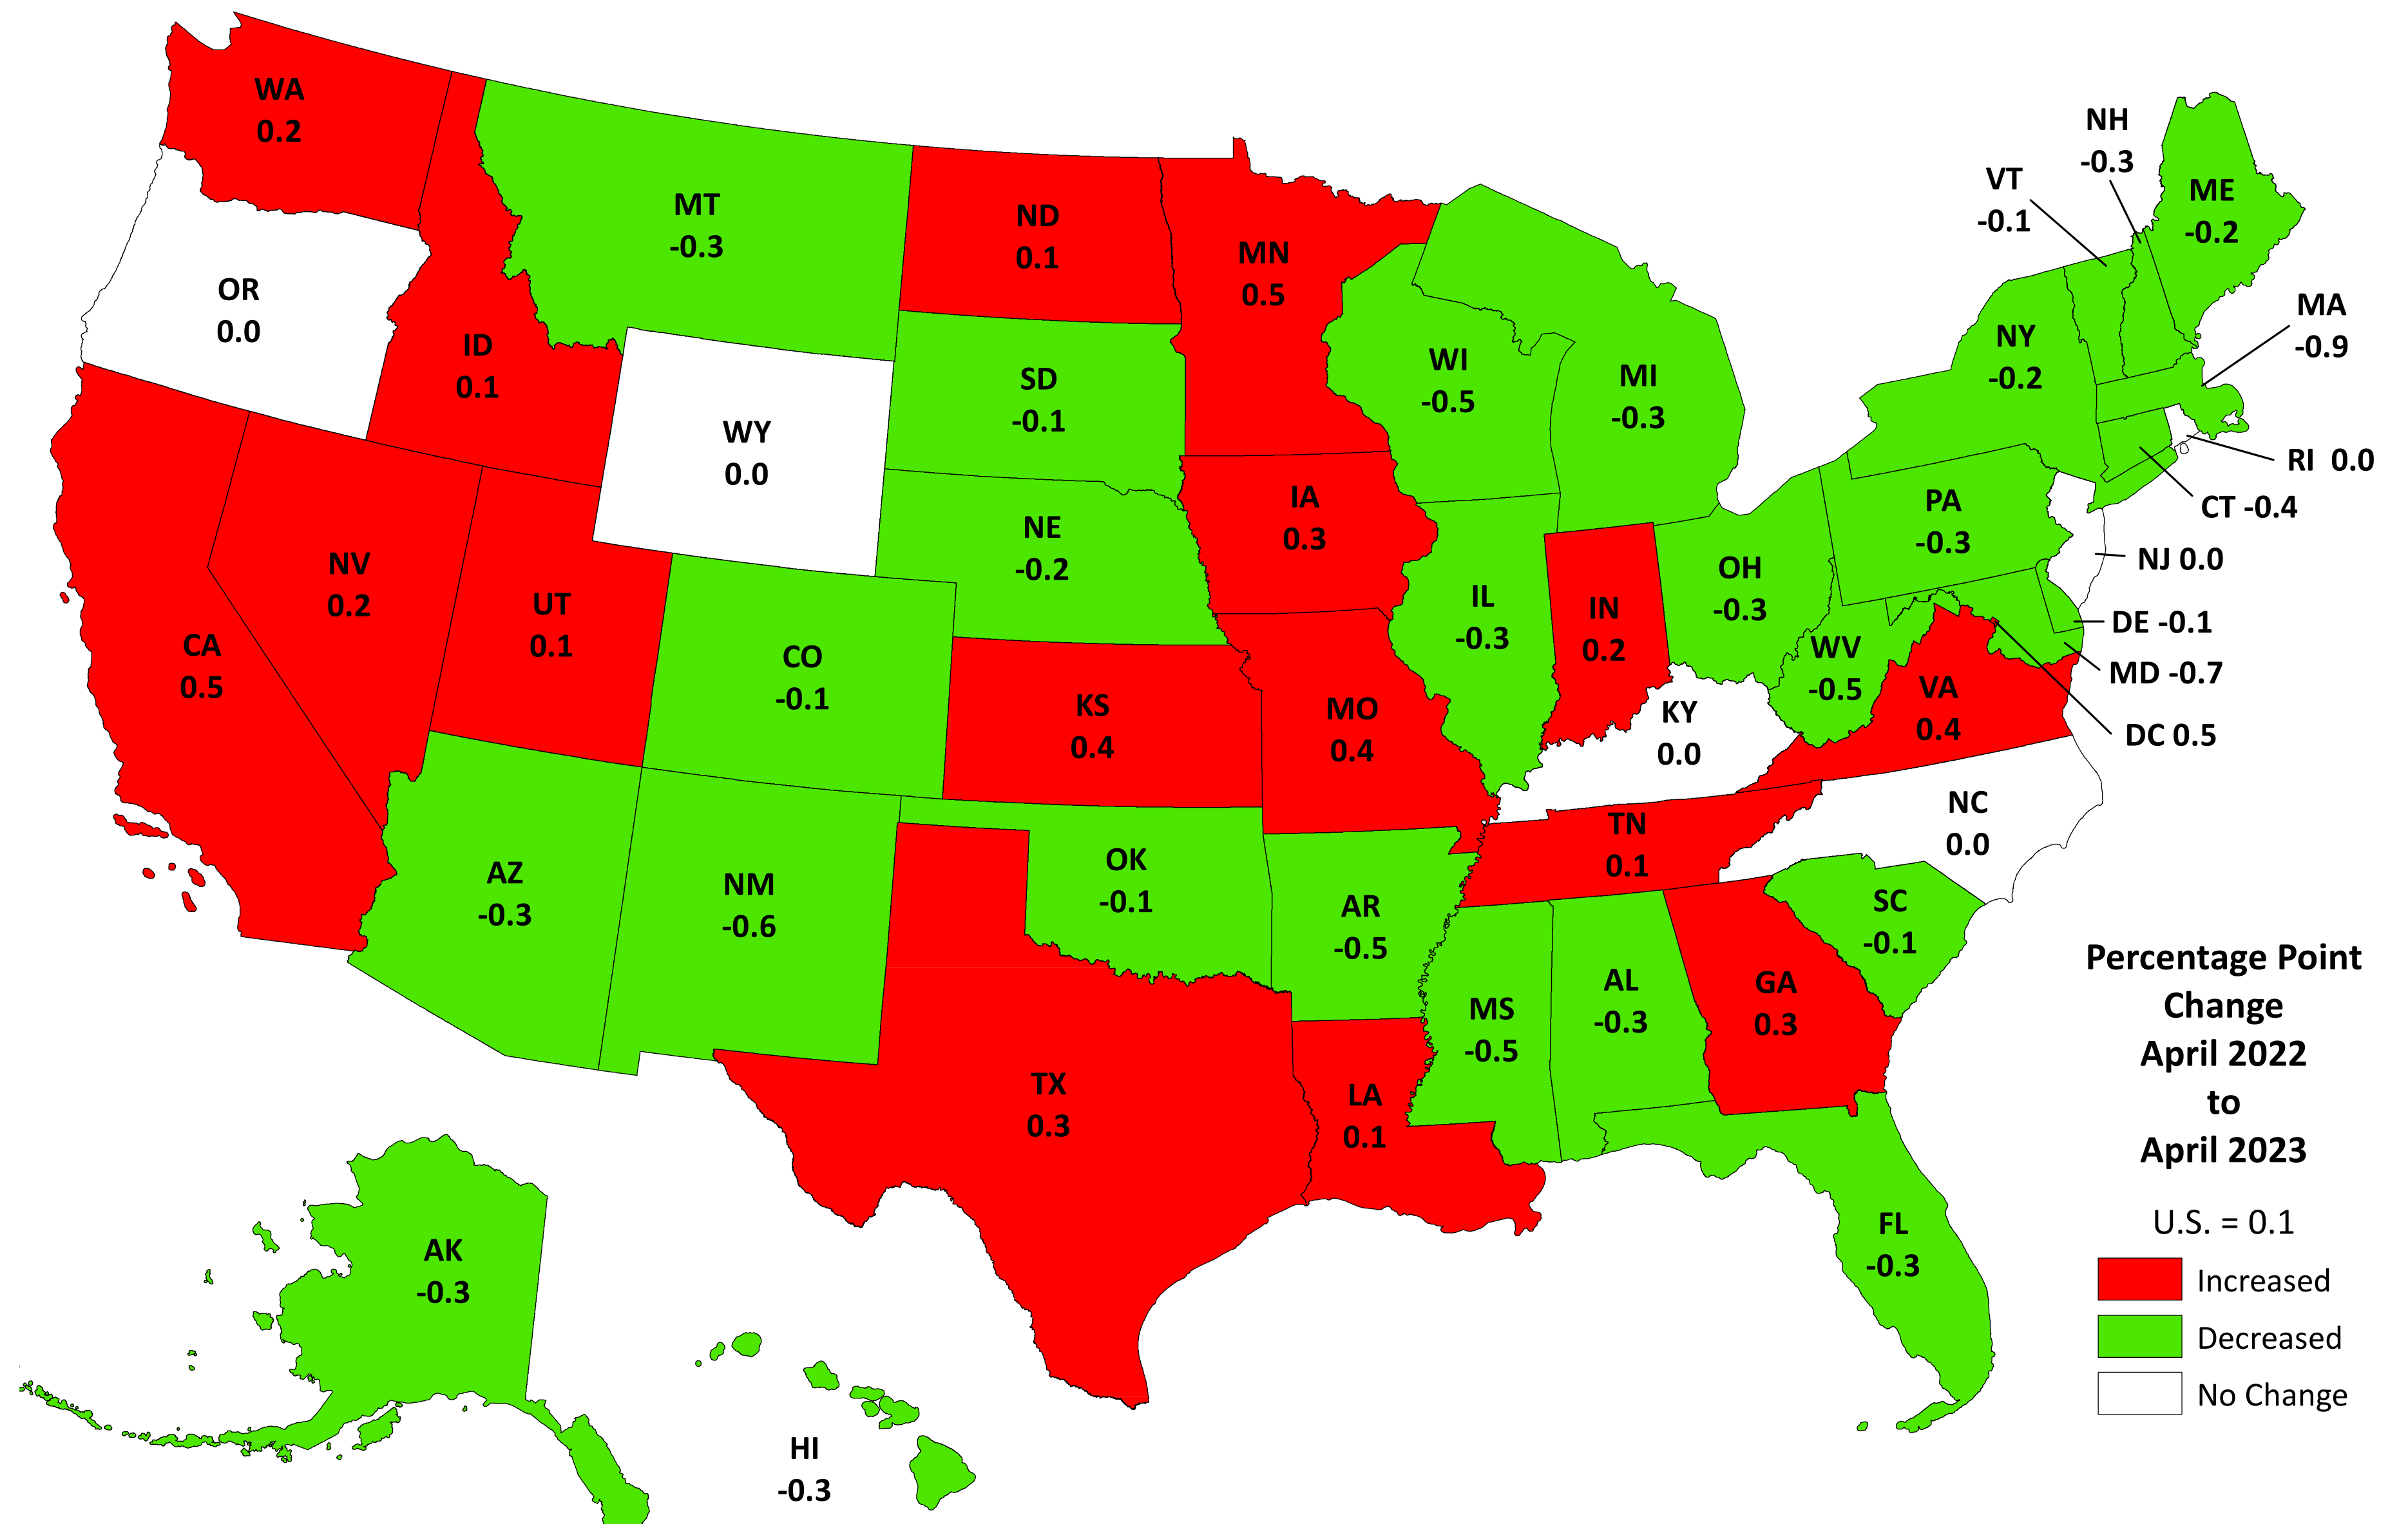 WA
0.2
OR
0.0
CA
0.5
ID
0.1
NV
0.2
UT
0.1
MT
-0.3
WY
0.0
CO
-0.1
AZ
-0.3
NM
-0.6
ND
0.1
SD
-0.1
NE
-0.2
KS
0.4
OK
-0.1
TX
0.3
MN
0.5
IA
0.3
MO
0.4
AR
-0.5
LA
0.1
WI
-0.5
IL
-0.3
MI
-0.3
IN
0.2
OH
-0.3
KY
0.0
TN
0.1
MS
-0.5
AL
-0.3
GA
0.3
FL
-0.3
SC
-0.1
NC
0.0
VA
0.4
WV
-0.5
PA
-0.3
NY
-0.2
VT
-0.1
NH
-0.3
ME
-0.2
MA
-0.9
RI 0.0
CT -0.4
NJ 0.0
DE -0.1
MD -0.7
DC 0.5
AK
-0.3
HI
-0.3
Percentage Point
Change
April 2022
to
April 2023
U.S. = 0.1
Increased
Decreased
No Change